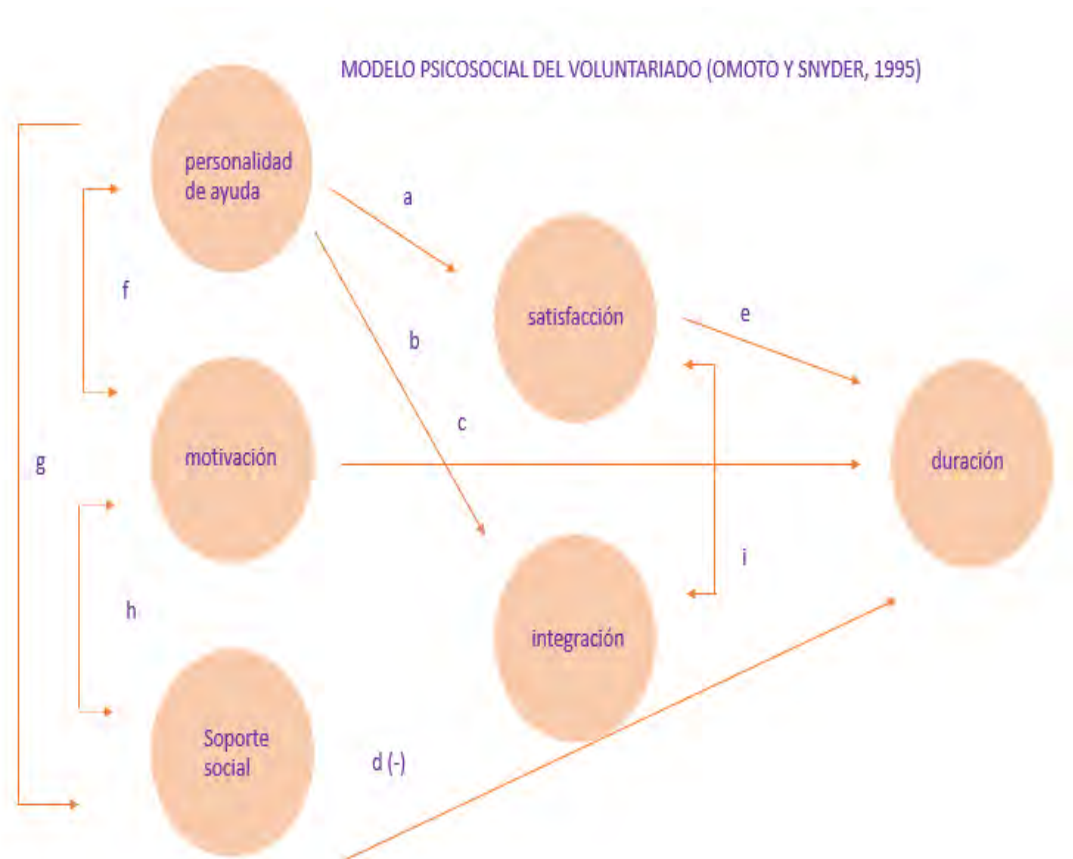 MODELO PSICOSOCIAL DEL VOLUNTARIADO (OMOTO Y SNYDER, 1995)
personalidad
de ayuda
a
f
satisfacción
e
b
c
motivación
g
duración
i
h
integración
Soporte
social
d (-)